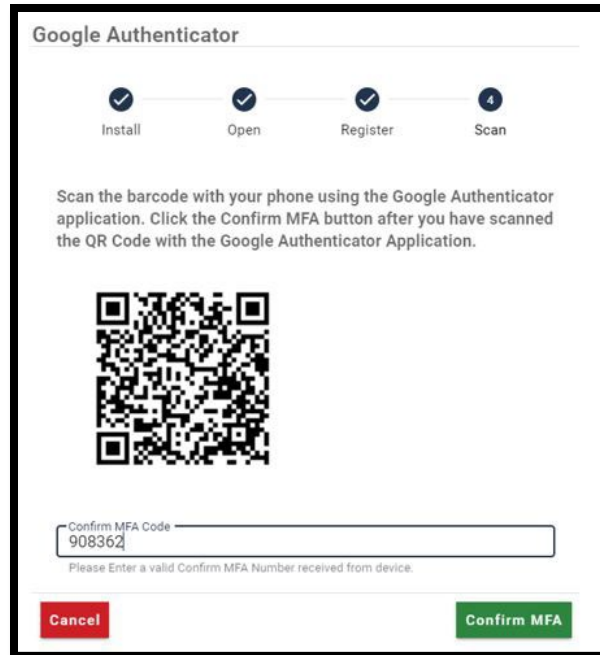 Google Authenticator
4
Install Open Register Scan
Scan the barcode with your phone using the Google Authenticator
application. Click the Confirm MFA button after you have scanned
the QR Code with the Google Authenticator Application.
Confirm MFA Code
908362
Please Enter a valid Confirm MFA Number received from device.
Cancel Confirm MFA